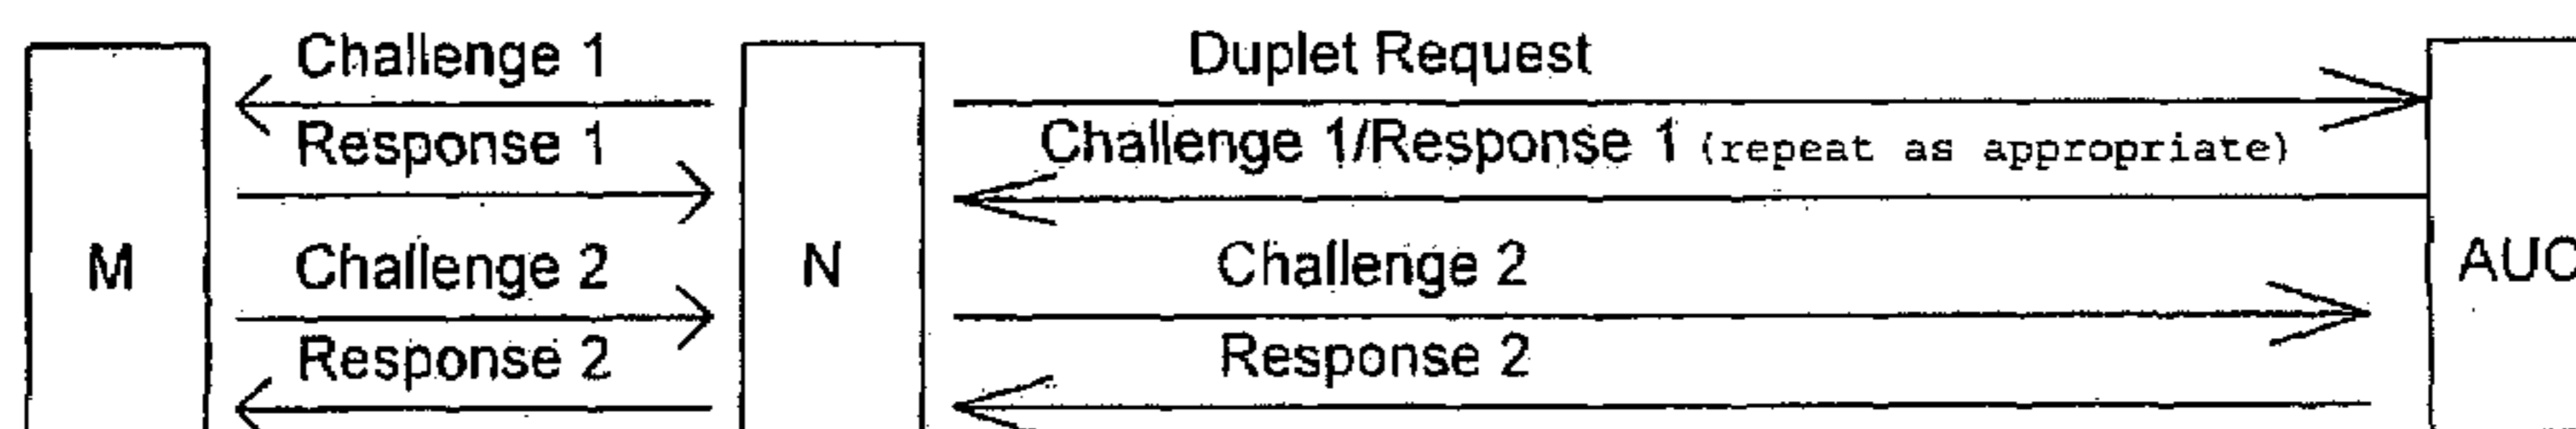 Challenge 1
Duplet Request
Response 1
Challenge 1/Response 1 (repeat as appropriate)
M
Challenge 2
N
Challenge 2
AUC
Response 2
Response 2